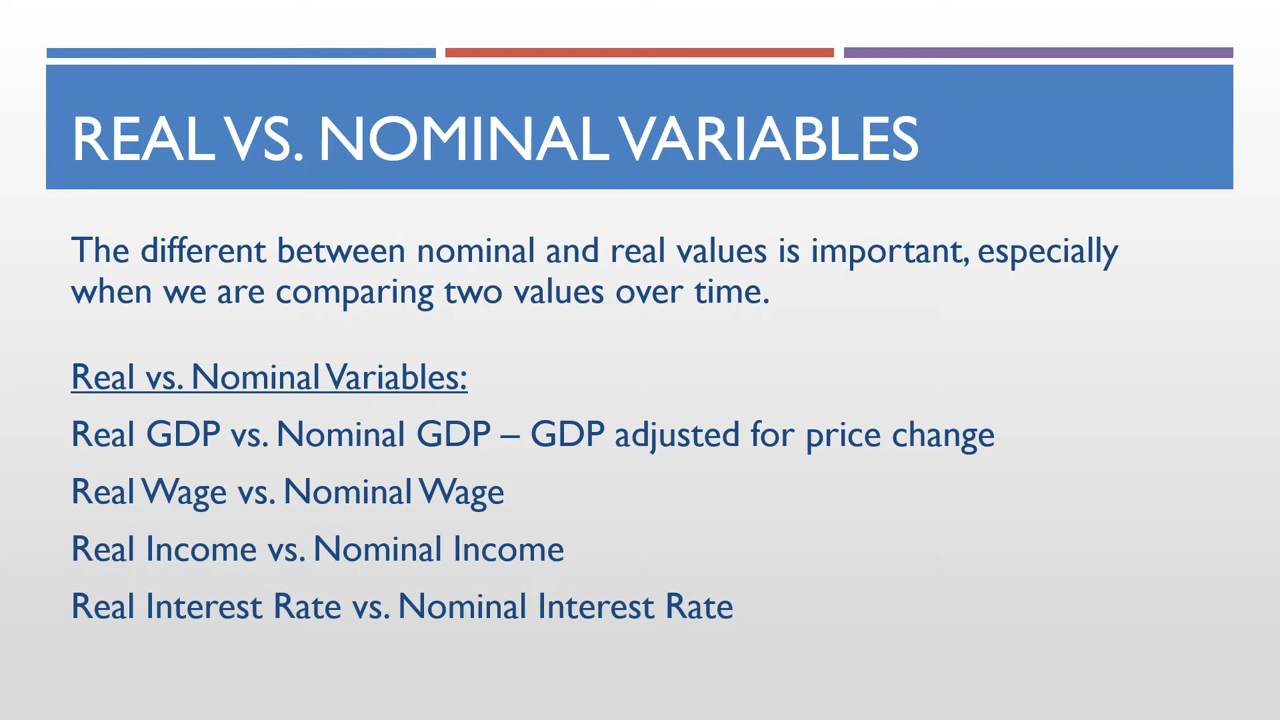 REAL VS. NOMINAL VARIABLES
The different between nominal and real values is important, especially
when we are comparing two values over time.
Real vs. Nominal Variables:
Real GDP vs. Nominal GDP – GDP adjusted for price change
Real Wage vs. Nominal Wage
Real Income vs. Nominal Income
Real Interest Rate vs. Nominal Interest Rate